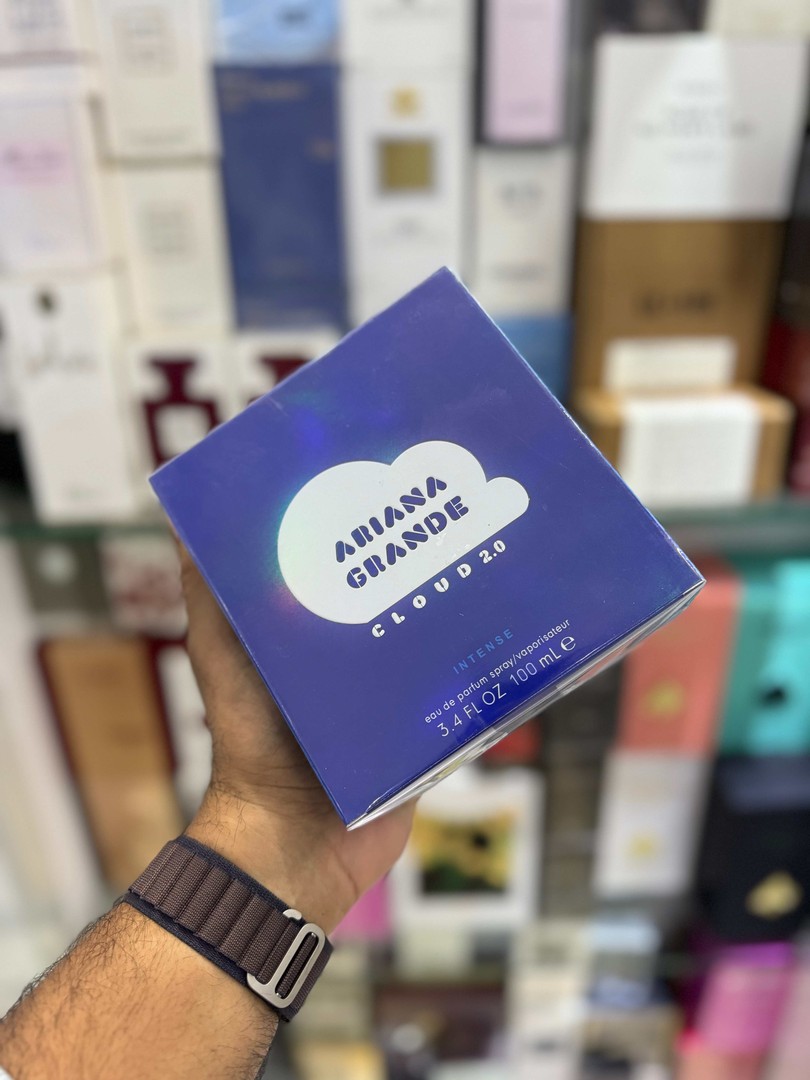 ARIANA
GRANDE
CLOUD 2.0
INTENSE
eau de parfum spray/vaporisateur
3.4 FL OZ 100 mL ℮